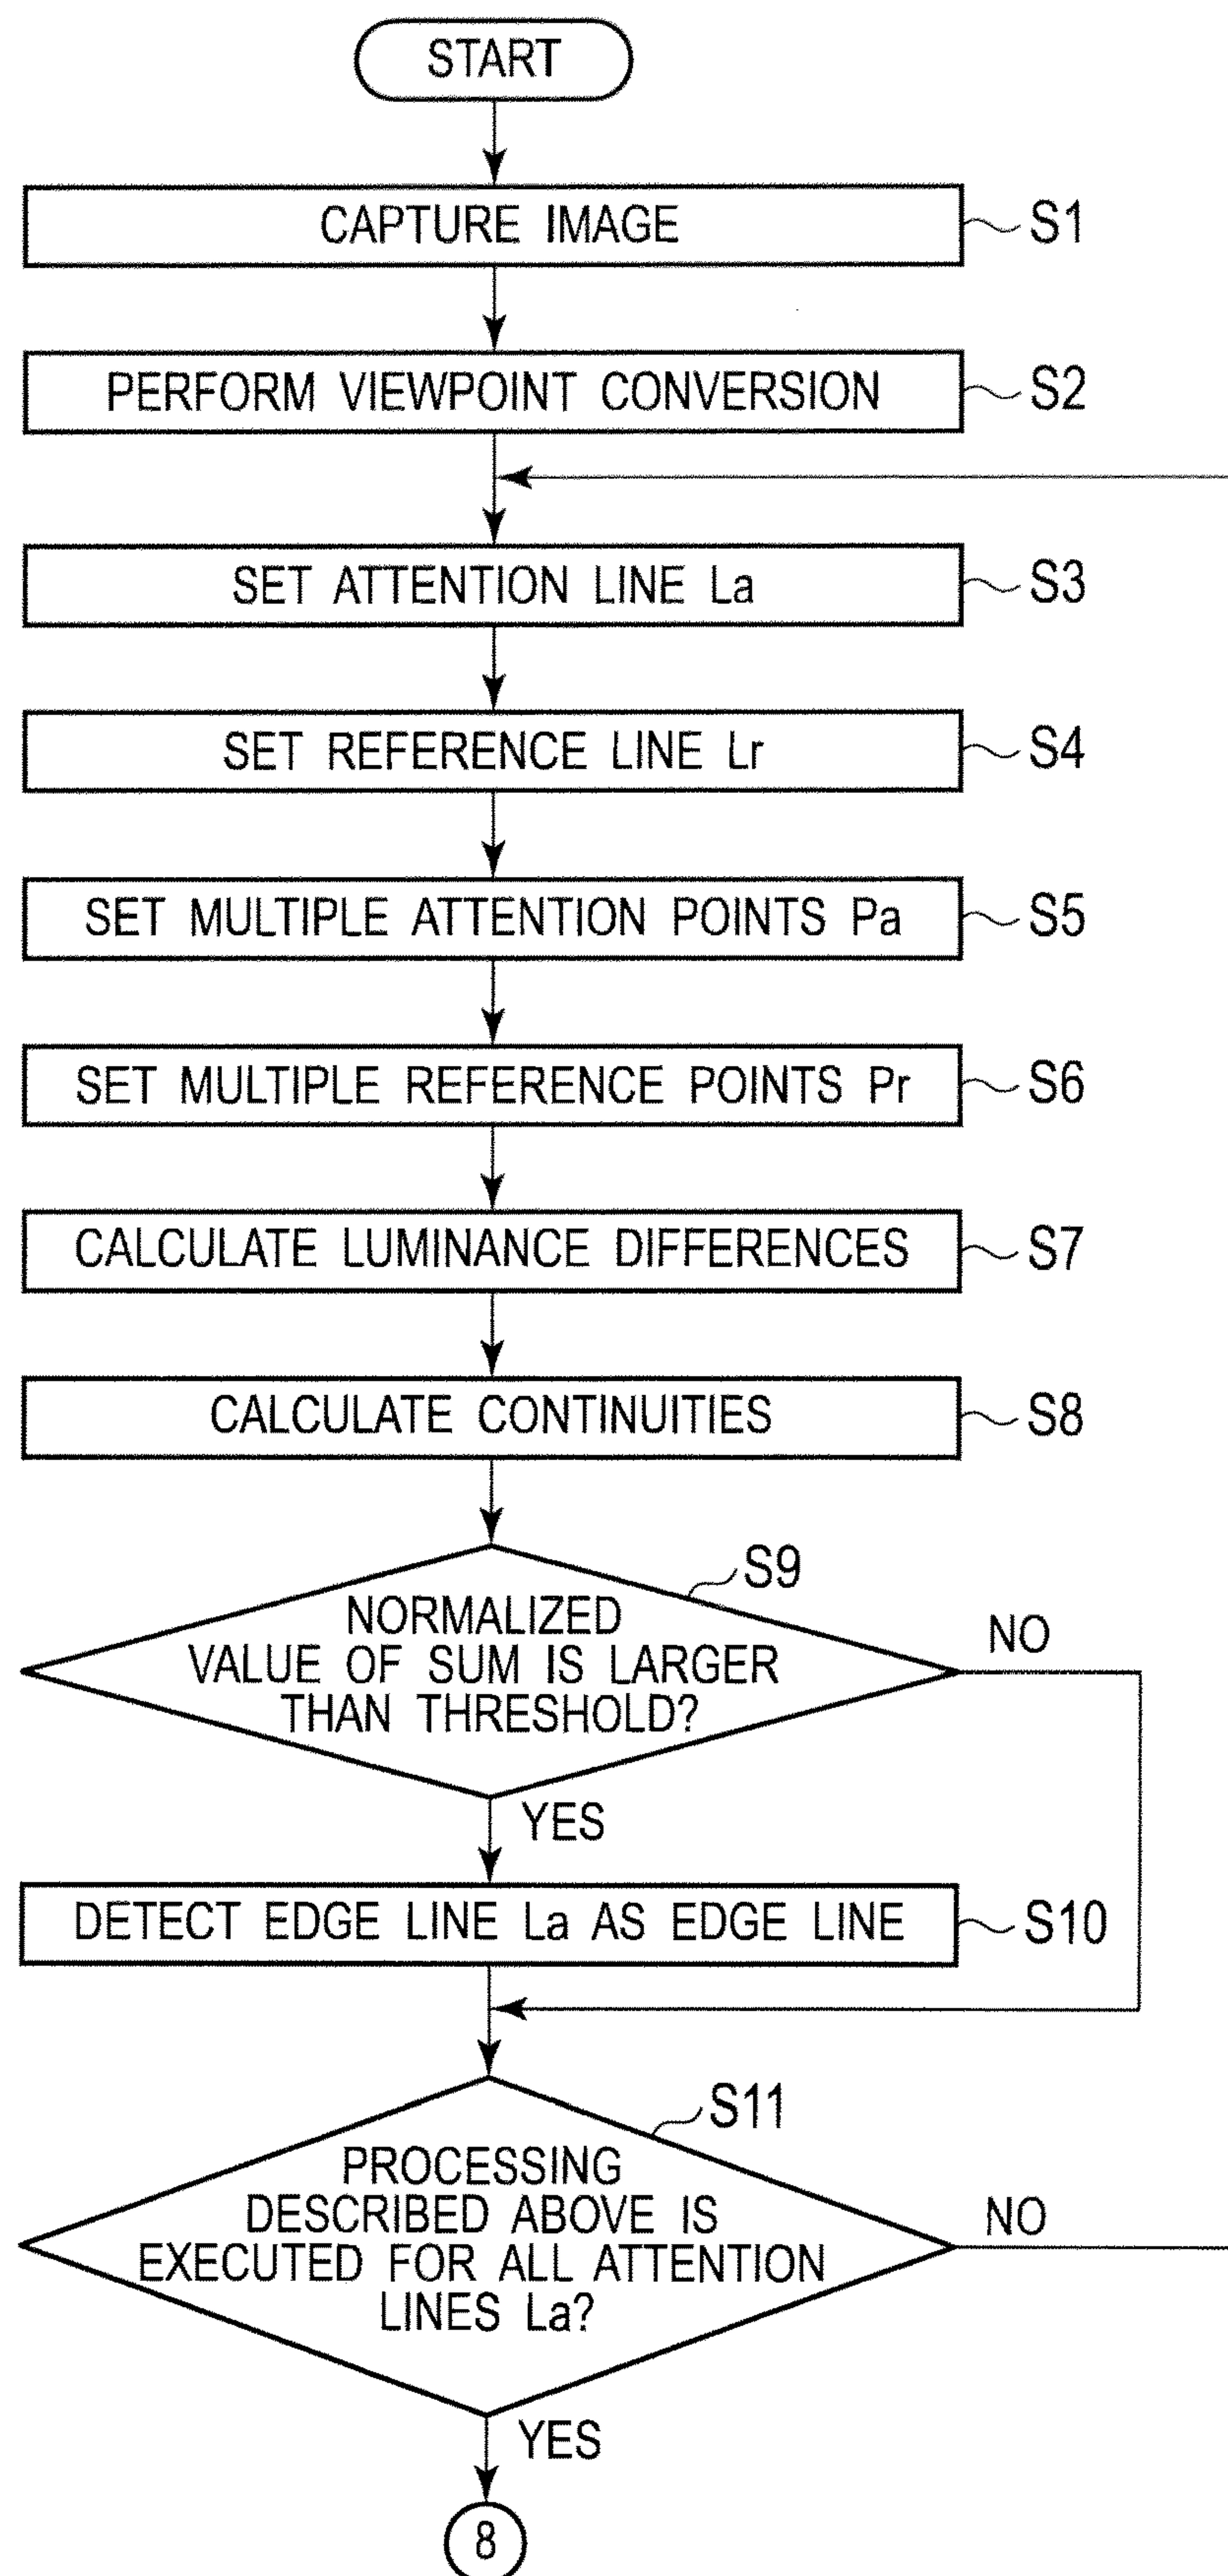 START
CAPTURE IMAGE
S1
PERFORM VIEWPOINT CONVERSION
S2
SET ATTENTION LINE La
S3
SET REFERENCE LINE Lr
S4
SET MULTIPLE ATTENTION POINTS Pa
S5
SET MULTIPLE REFERENCE POINTS Pr
S6
CALCULATE LUMINANCE DIFFERENCES
S7
CALCULATE CONTINUITIES
S8
S9
NORMALIZED
VALUE OF SUM IS LARGER
THAN THRESHOLD?
NO
YES
DETECT EDGE LINE La AS EDGE LINE
S10
S11
PROCESSING
DESCRIBED ABOVE IS
EXECUTED FOR ALL ATTENTION
LINES La?
NO
YES
8